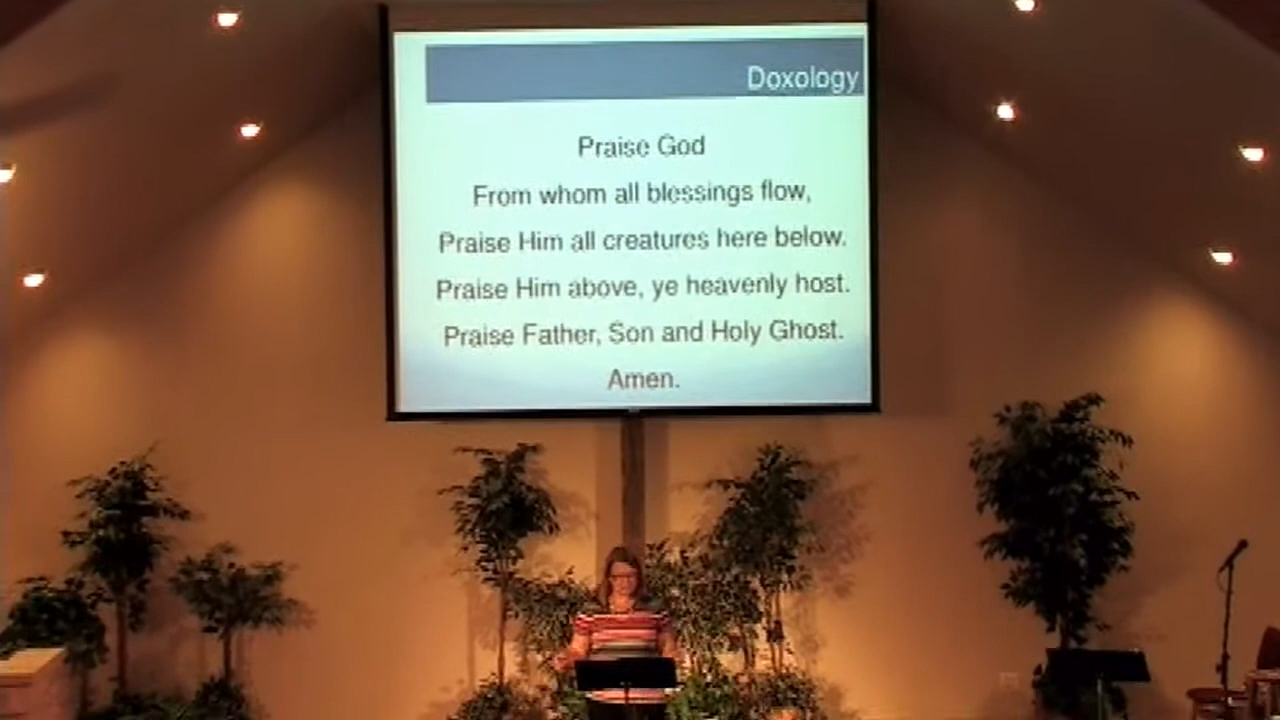 Doxology
Praise God
From whom all blessings flow,
Praise Him all creatures here below.
Praise Him above, ye heavenly host.
Praise Father, Son and Holy Ghost.
Amen.